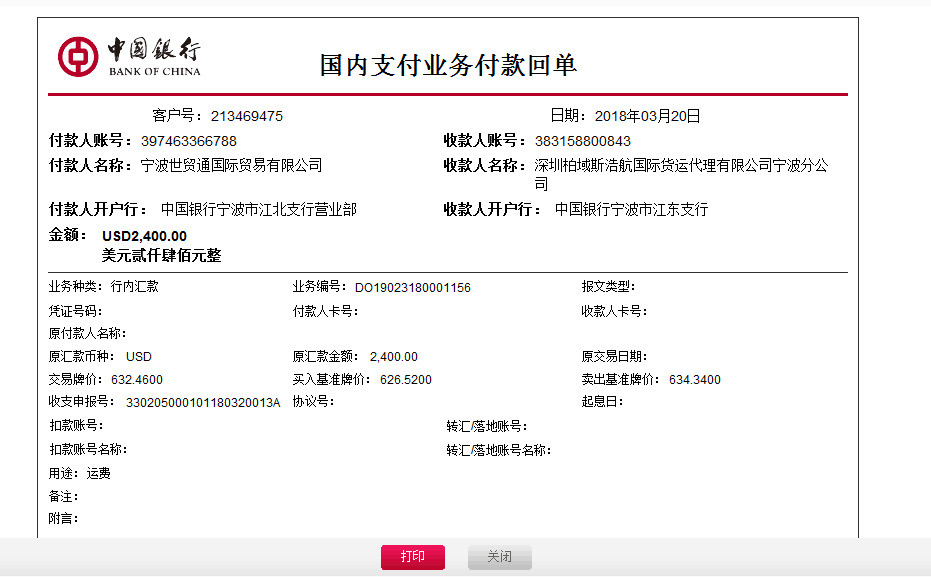 中国银行
BANK OF CHINA
国内支付业务付款回单
客户号：213469475 日期：2018年03月20日
付款人账号：397463366788 收款人账号：383158800843
付款人名称：宁波世贸通国际贸易有限公司 收款人名称：深圳柏域斯浩航国际货运代理有限公司宁波分公
司
付款人开户行：中国银行宁波市江北支行营业部 收款人开户行：中国银行宁波市江东支行
金额：USD2,400.00
美元贰仟肆佰元整
业务种类：行内汇款 业务编号：DO19023180001156 报文类型：
凭证号码： 付款人卡号： 收款人卡号：
原付款人名称：
原汇款币种：USD 原汇款金额：2,400.00 原交易日期：
交易牌价：632.4600 买入基准牌价：626.5200 卖出基准牌价：634.3400
收支申报号：330205000101180320013A 协议号： 起息日：
扣款账号： 转汇/落地账号：
扣款账号名称： 转汇/落地账号名称：
用途：运费
备注：
附言：
打印 关闭